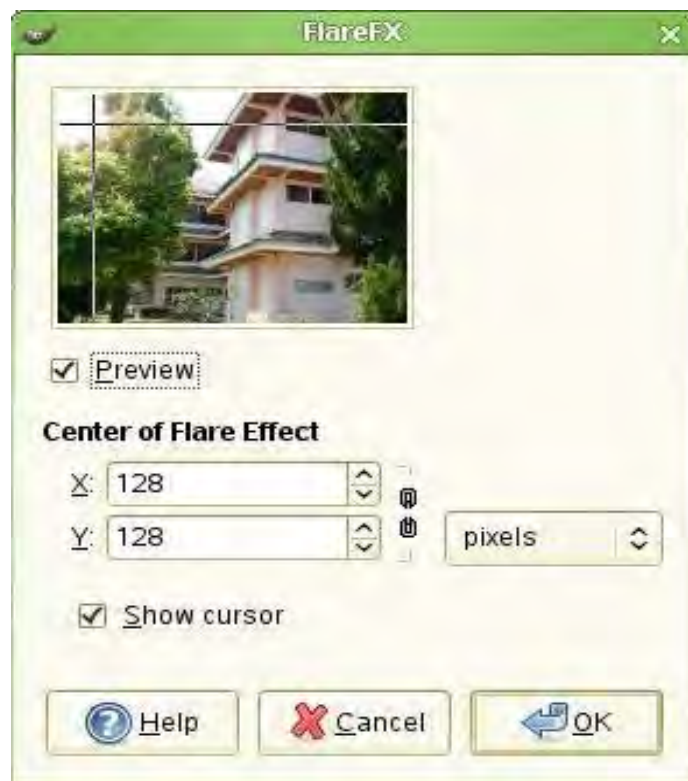 FlareFX
Preview
Center of Flare Effect
X: 128
Y: 128
pixels
Show cursor
Help
Cancel
OK